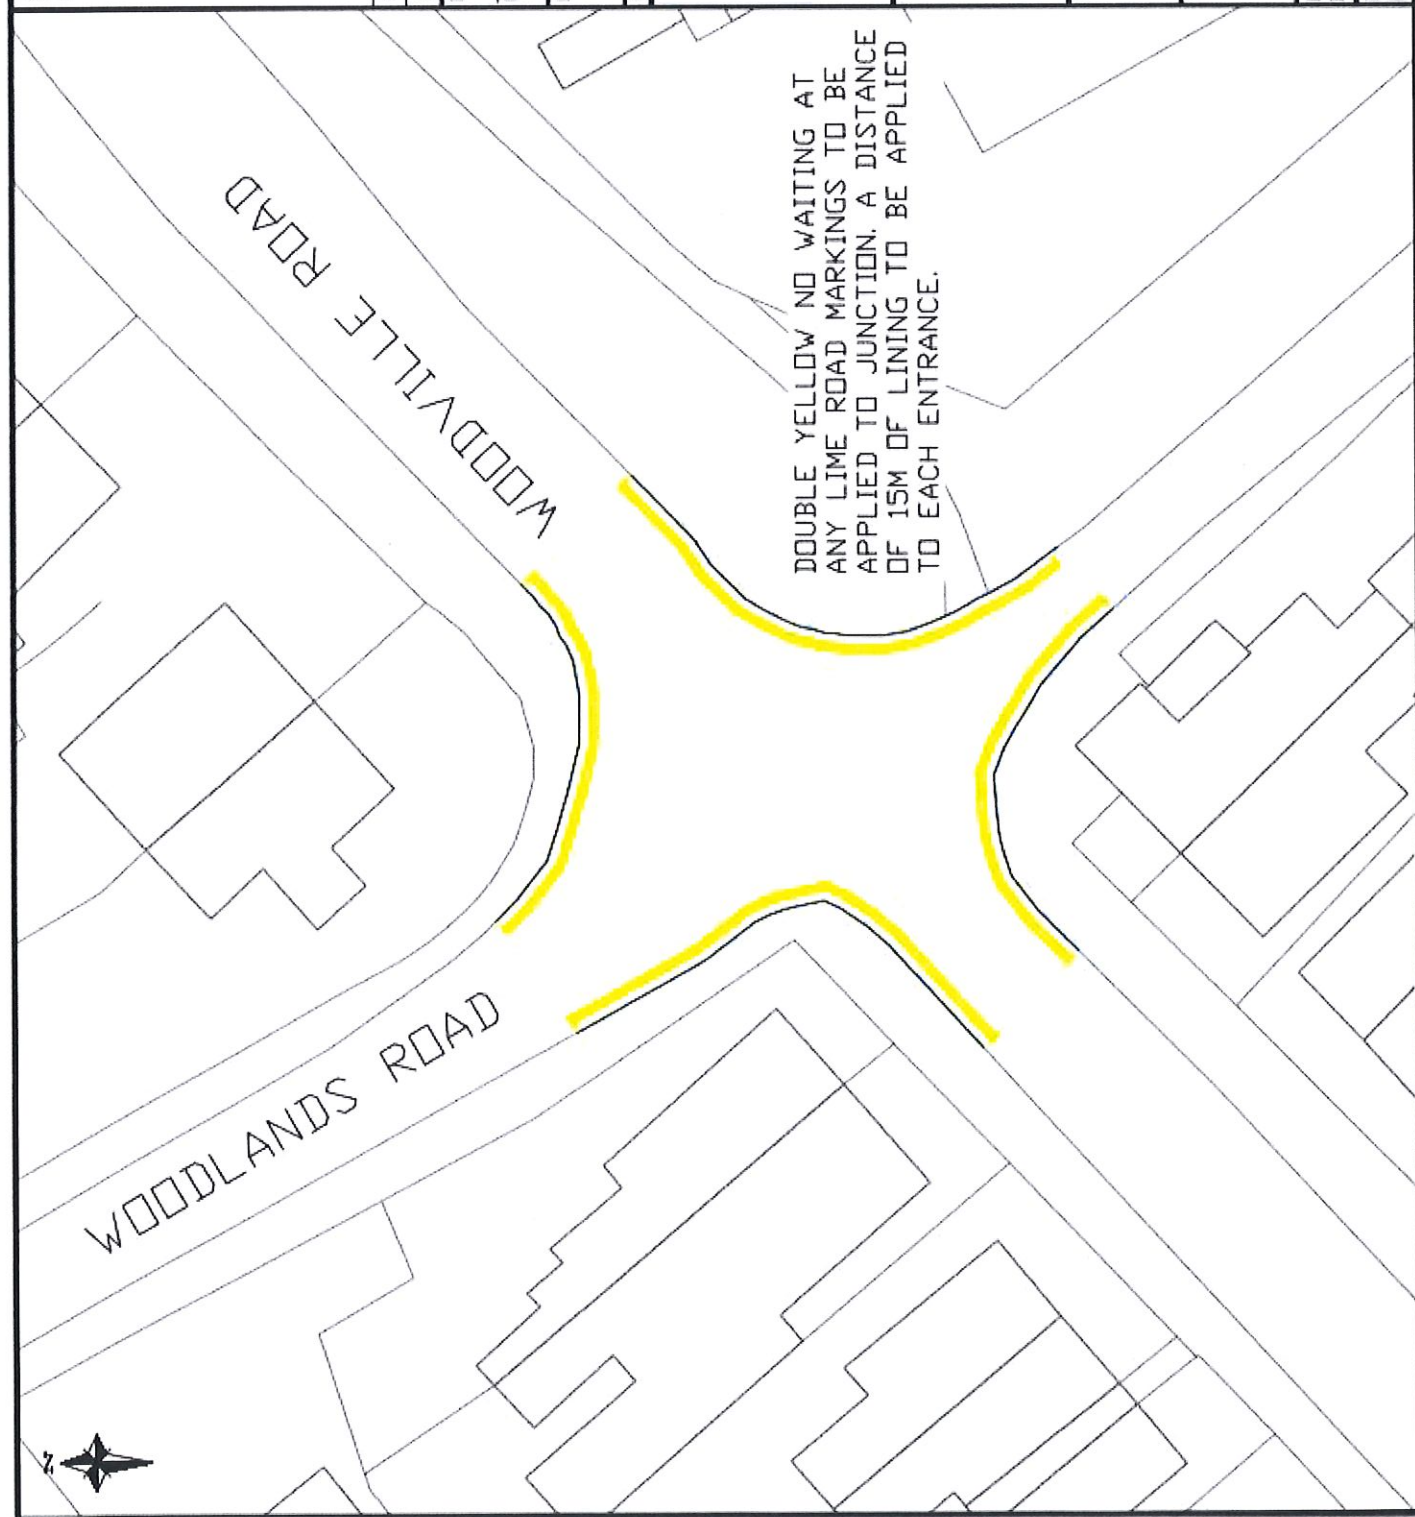 WOODVILLE ROAD
DOUBLE YELLOW NO WAITING AT
ANY LIME ROAD MARKINGS TO BE
APPLIED TO JUNCTION. A DISTANCE
OF 15M OF LINING TO BE APPLIED
TO EACH ENTRANCE.
WOODLANDS ROAD
N